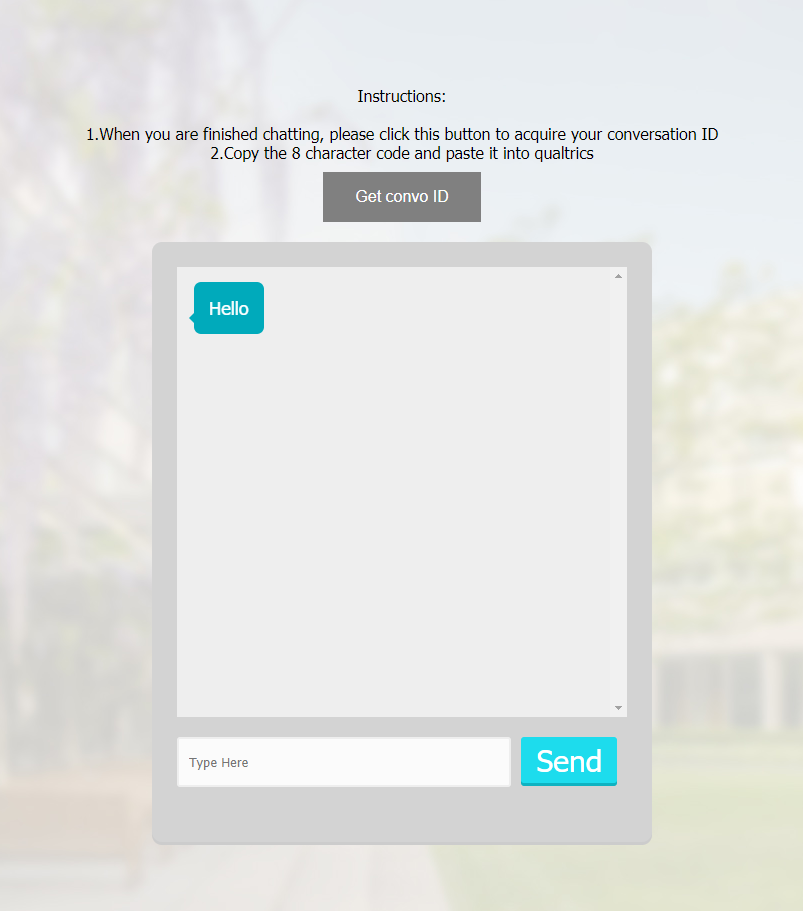 Instructions:
1.When you are finished chatting, please click this button to acquire your conversation ID
2.Copy the 8 character code and paste it into qualtrics
Get convo ID
Hello
Type Here
Send